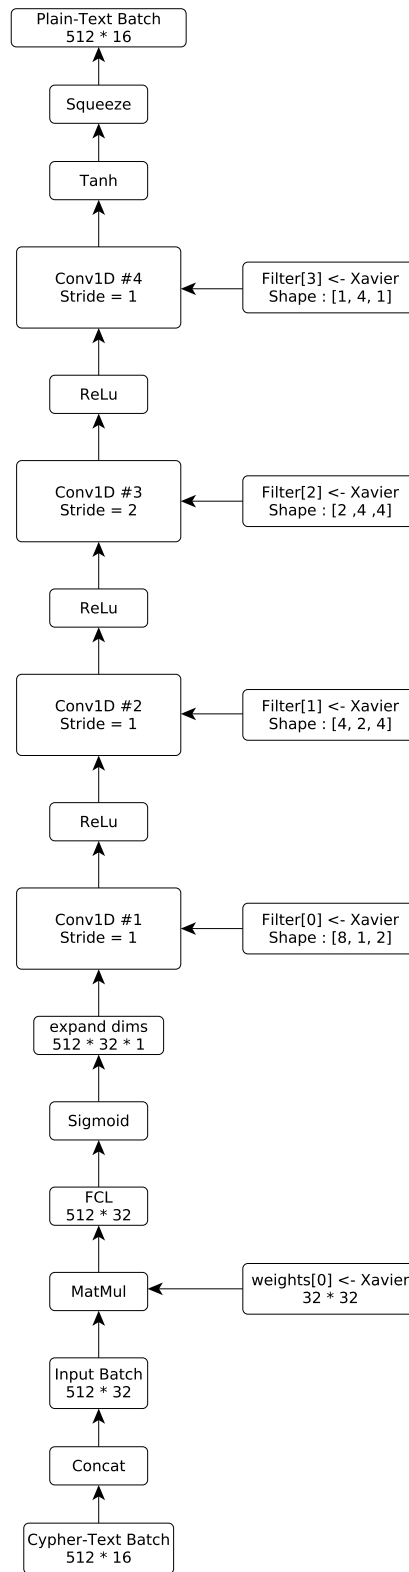 Plain-Text Batch
512 * 16
Squeeze
Tanh
Conv1D #4
Stride = 1
Filter[3] <- Xavier
Shape : [1, 4, 1]
ReLu
Conv1D #3
Stride = 2
Filter[2] <- Xavier
Shape : [2 ,4 ,4]
ReLu
Conv1D #2
Stride = 1
Filter[1] <- Xavier
Shape : [4, 2, 4]
ReLu
Conv1D #1
Stride = 1
Filter[0] <- Xavier
Shape : [8, 1, 2]
expand dims
512 * 32 * 1
Sigmoid
FCL
512 * 32
MatMul
weights[0] <- Xavier
32 * 32
Input Batch
512 * 32
Concat
Cypher-Text Batch
512 * 16